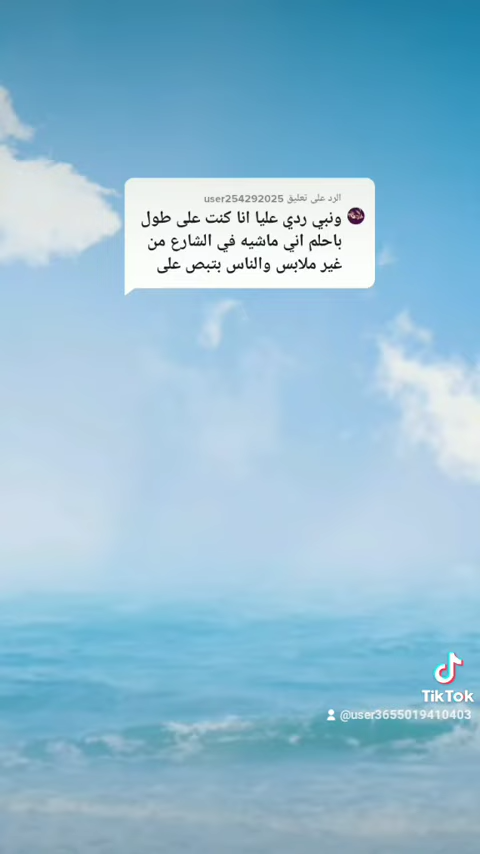 الرد على تعليق user254292025
ونبي ردي عليا انا كنت على طول
باحلم اني ماشيه في الشارع من
غير ملابس والناس بتبص على
TikTok
@user3655019410403